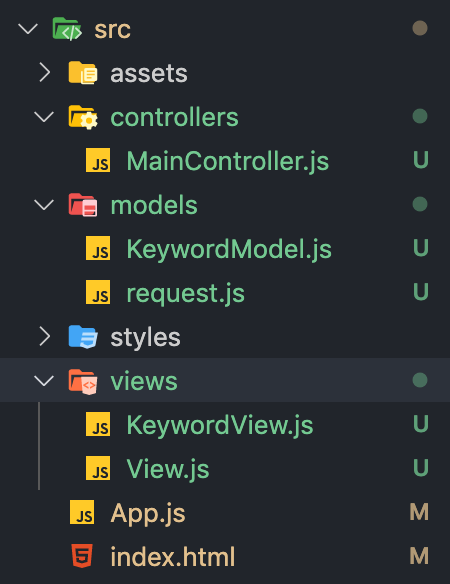 src
assets
controllers
JS MainController.js U
models
JS KeywordModel.js U
JS request.js U
styles
views
JS KeywordView.js U
JS View.js U
JS App.js M
5 index.html M